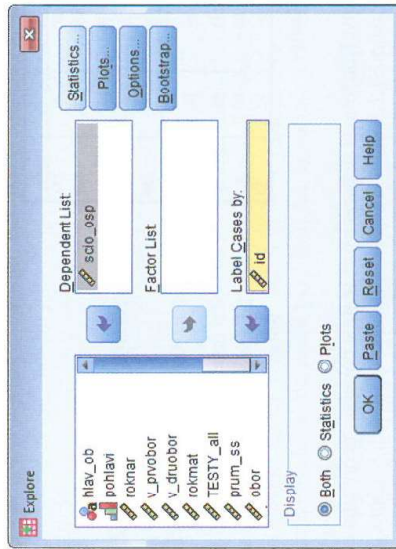 Explore
hlav_ob
pohlavi
roknar
v_prvobor
v_druobor
rokmat
TESTY_all
prum_ss
obor
Dependent List:
scio_osp
Factor List:
Label Cases by:
id
Statistics...
Plots...
Options...
Bootstrap...
Display
Both Statistics Plots
OK Paste Reset Cancel Help